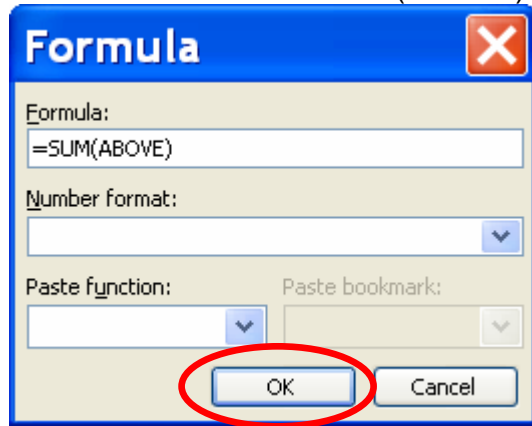 Formula
Formula:
=SUM(ABOVE)
Number format:
Paste function: Paste bookmark:
OK Cancel